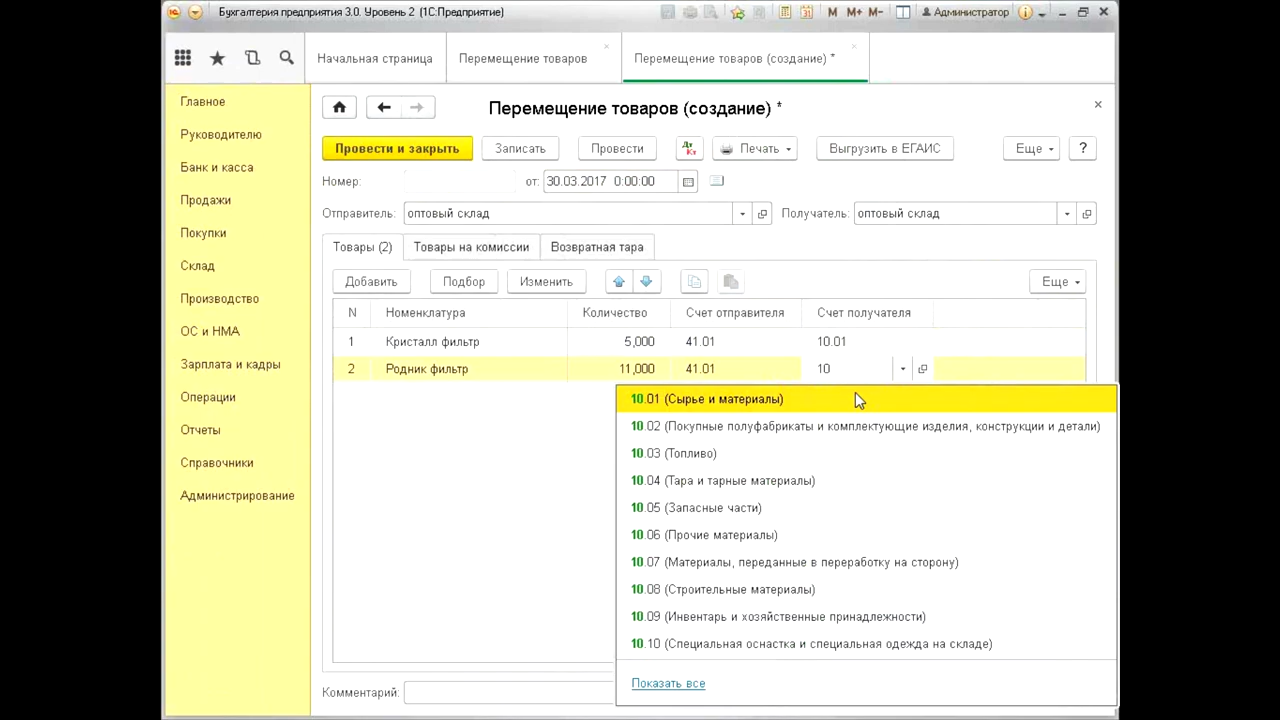 Бухгалтерия предприятия 3.0. Уровень 2 (1С:Предприятие)
M M+ M- Администратор
Начальная страница Перемещение товаров Перемещение товаров (создание) *
Главное
Руководителю
Банк и касса
Продажи
Покупки
Склад
Производство
ОС и НМА
Зарплата и кадры
Операции
Отчеты
Справочники
Администрирование
Перемещение товаров (создание) *
Провести и закрыть Записать Провести Дт Кт Печать Выгрузить в ЕГАИС Еще ?
Номер: от: 30.03.2017 0:00:00
Отправитель: оптовый склад Получатель: оптовый склад
Товары (2) Товары на комиссии Возвратная тара
Добавить Подбор Изменить Еще
N Номенклатура Количество Счет отправителя Счет получателя
1 Кристалл фильтр 5,000 41.01 10.01
2 Родник фильтр 11,000 41.01 10
10.01 (Сырье и материалы)
10.02 (Покупные полуфабрикаты и комплектующие изделия, конструкции и детали)
10.03 (Топливо)
10.04 (Тара и тарные материалы)
10.05 (Запасные части)
10.06 (Прочие материалы)
10.07 (Материалы, переданные в переработку на сторону)
10.08 (Строительные материалы)
10.09 (Инвентарь и хозяйственные принадлежности)
10.10 (Специальная оснастка и специальная одежда на складе)
Показать все
Комментарий: